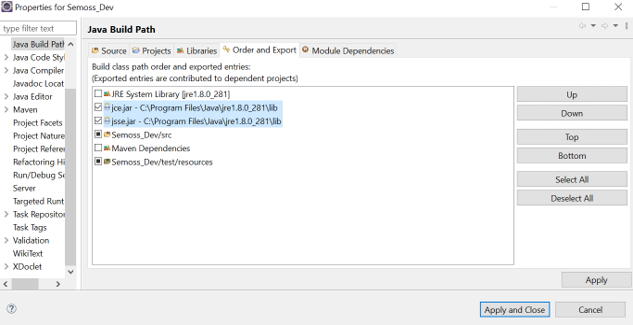 Properties for Semoss_Dev
type filter text
Java Build Path
Java Code Styl
Java Compiler
Javadoc Locat
Java Editor
Maven
Project Facets
Project Nature
Project Refere
Refactoring Hi
Run/Debug Se
Server
Targeted Runt
Task Repositor
Task Tags
Validation
WikiText
XDoclet
Java Build Path
Source
Projects
Libraries
Order and Export
Module Dependencies
Build class path order and exported entries:
(Exported entries are contributed to dependent projects)
JRE System Library [jre1.8.0_281]
jce.jar - C:\Program Files\Java\jre1.8.0_281\lib
jsse.jar - C:\Program Files\Java\jre1.8.0_281\lib
Semoss_Dev/src
Maven Dependencies
Semoss_Dev/test/resources
Up
Down
Top
Bottom
Select All
Deselect All
Apply
Apply and Close
Cancel